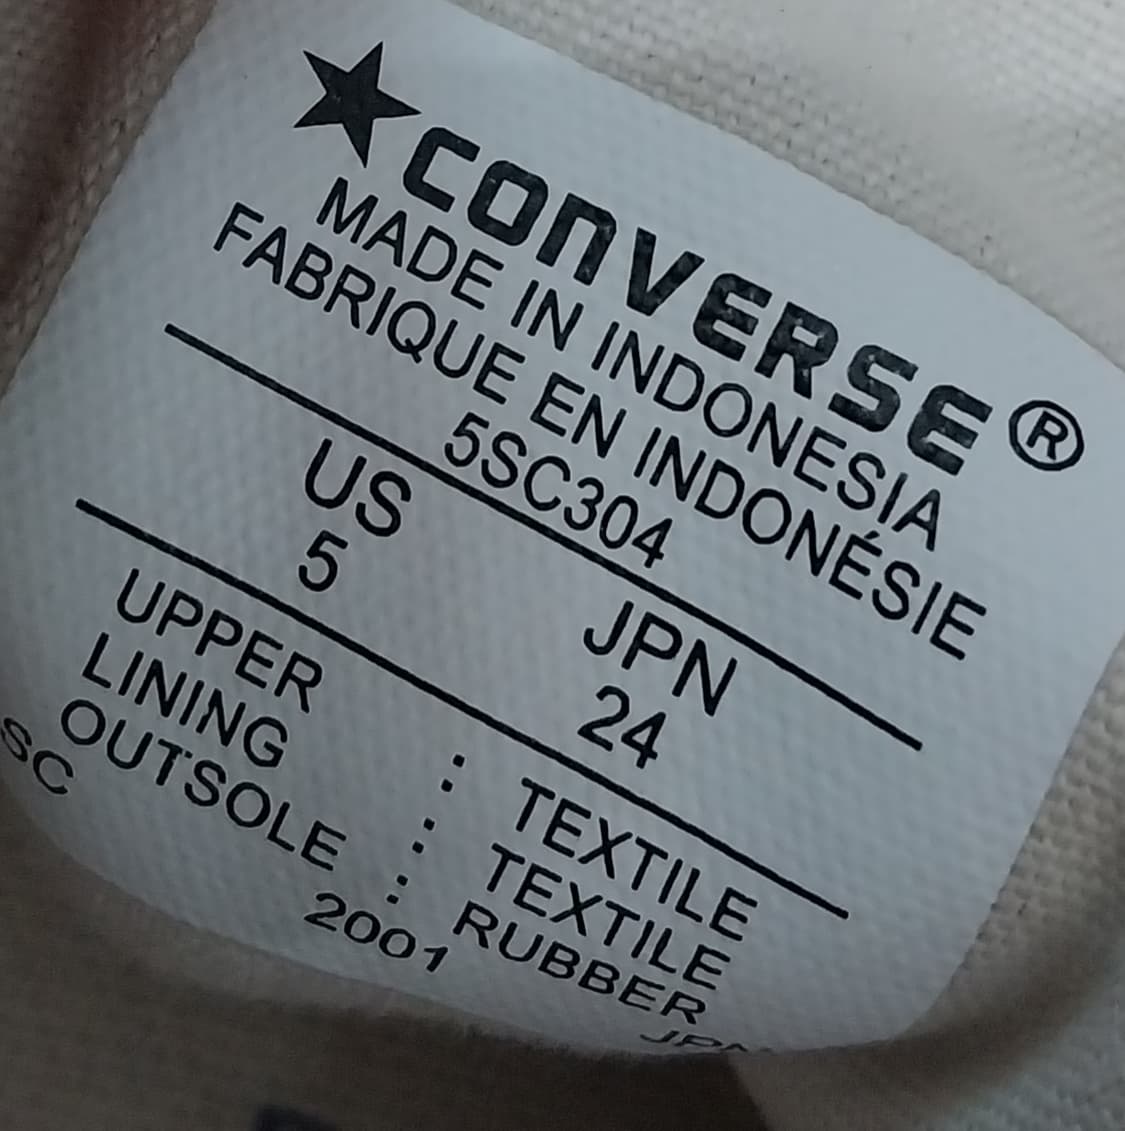 ★CONVERSE®
MADE IN INDONESIA
FABRIQUE EN INDONÉSIE
5SC304
US JPN
5 24
UPPER : TEXTILE
LINING : TEXTILE
OUTSOLE : RUBBER
SC 2001